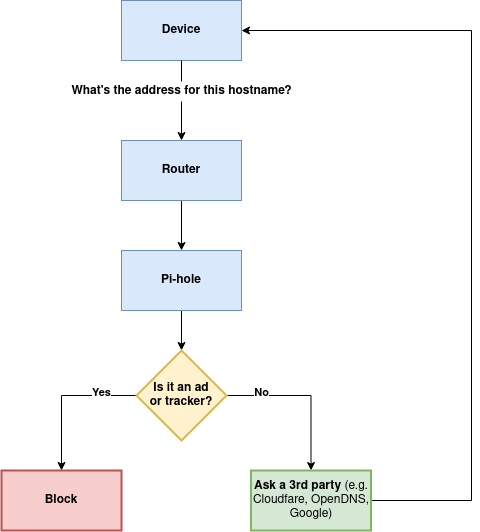 Device
What's the address for this hostname?
Router
Pi-hole
Is it an ad
or tracker?
Yes
No
Block
Ask a 3rd party (e.g.
Cloudfare, OpenDNS,
Google)